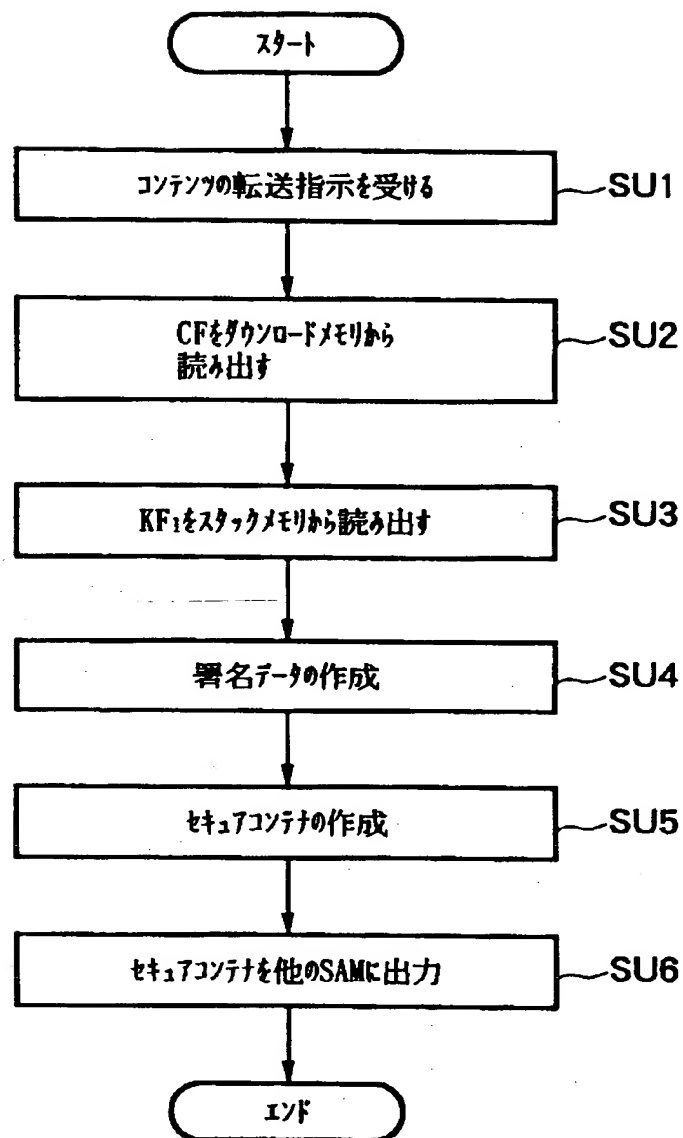 スタート
コンテンツの転送指示を受ける SU1
CFをダウンロードメモリから SU2
読み出す
KF₁をスタックメモリから読み出す SU3
署名データの作成 SU4
セキュアコンテナの作成 SU5
セキュアコンテナを他のSAMに出力 SU6
エンド